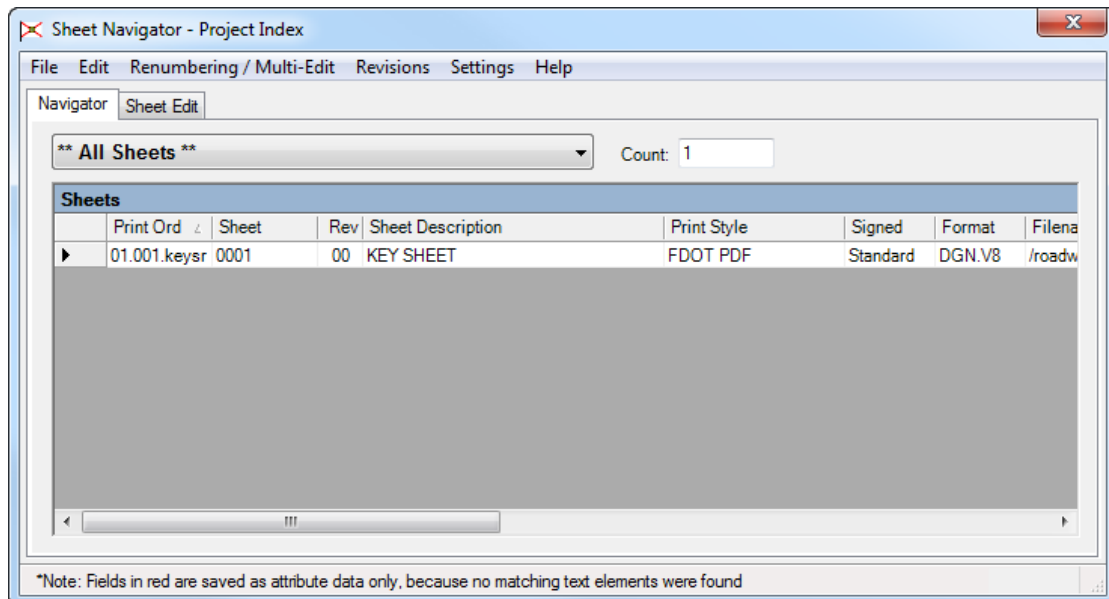 Sheet Navigator - Project Index
File Edit Renumbering / Multi-Edit Revisions Settings Help
Navigator Sheet Edit
** All Sheets ** Count: 1
Sheets
Print Ord Sheet Rev Sheet Description Print Style Signed Format Filena
01.001.keysr 0001 00 KEY SHEET FDOT PDF Standard DGN.V8 /roadw
*Note: Fields in red are saved as attribute data only, because no matching text elements were found